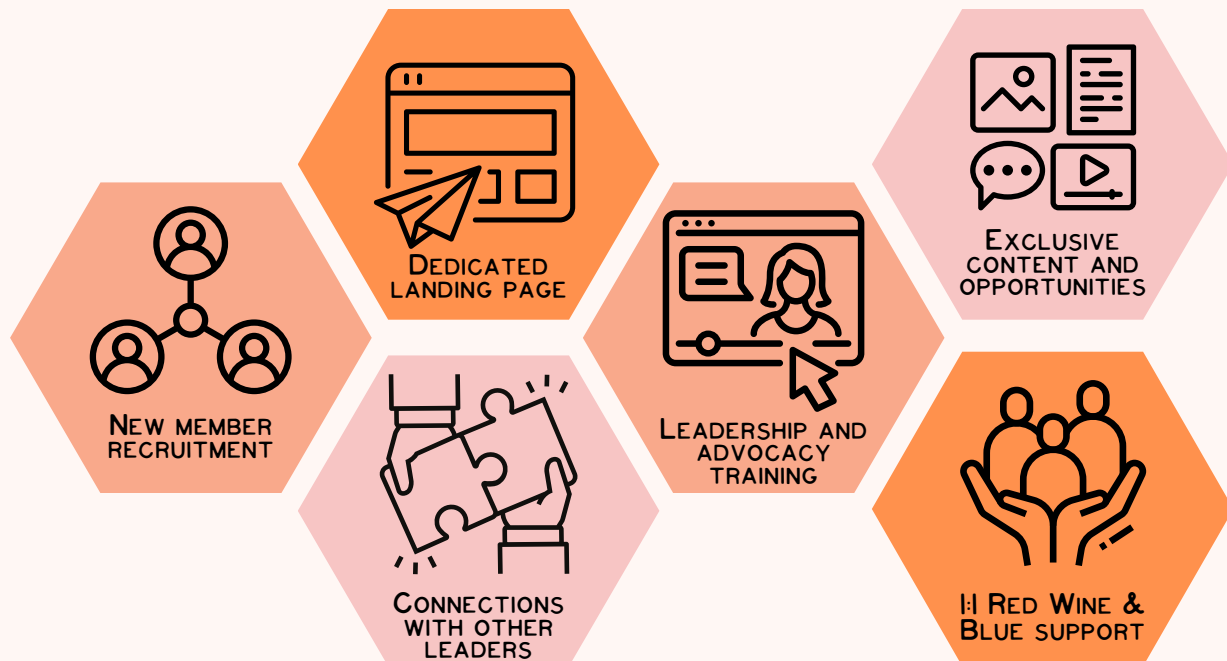 New member
recruitment
Dedicated
landing page
Connections
with other
leaders
Leadership and
advocacy
training
Exclusive
content and
opportunities
1:1 Red Wine &
Blue support